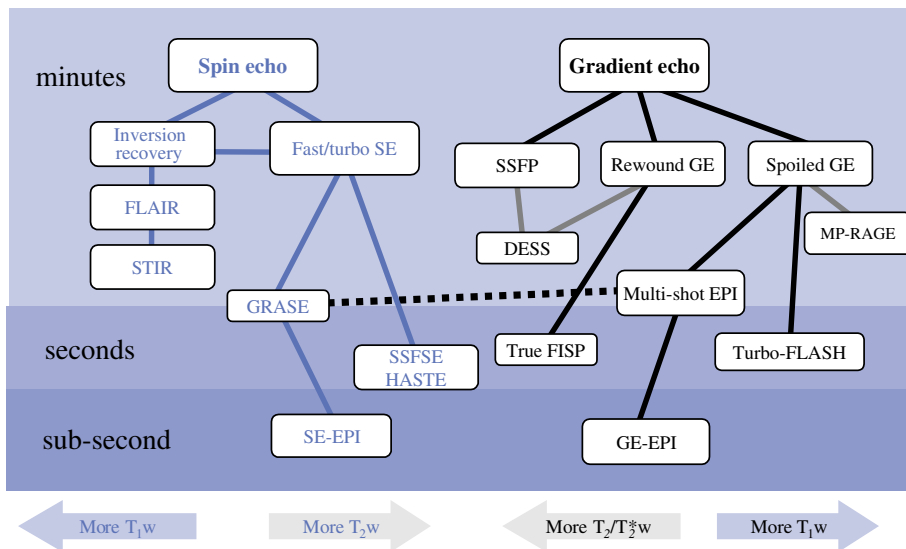 minutes
Spin echo
Gradient echo
Inversion
recovery
Fast/turbo SE
SSFP
Rewound GE
Spoiled GE
FLAIR
DESS
MP-RAGE
STIR
GRASE
Multi-shot EPI
seconds
SSFSE
HASTE
True FISP
Turbo-FLASH
sub-second
SE-EPI
GE-EPI
More T₁w
More T₂w
More T₂/T₂*w
More T₁w